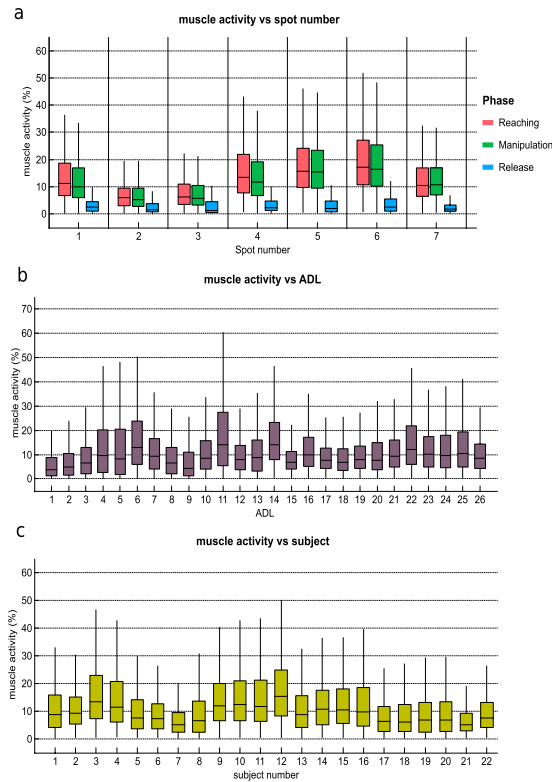 a
muscle activity vs spot number
muscle activity (%)
60
50
40
30
20
10
0
1 2 3 4 5 6 7
Spot number
Phase
Reaching
Manipulation
Release
b
muscle activity vs ADL
muscle activity (%)
70
60
50
40
30
20
10
0
1 2 3 4 5 6 7 8 9 10 11 12 13 14 15 16 17 18 19 20 21 22 23 24 25 26
ADL
c
muscle activity vs subject
muscle activity (%)
60
50
40
30
20
10
0
1 2 3 4 5 6 7 8 9 10 11 12 13 14 15 16 17 18 19 20 21 22
subject number